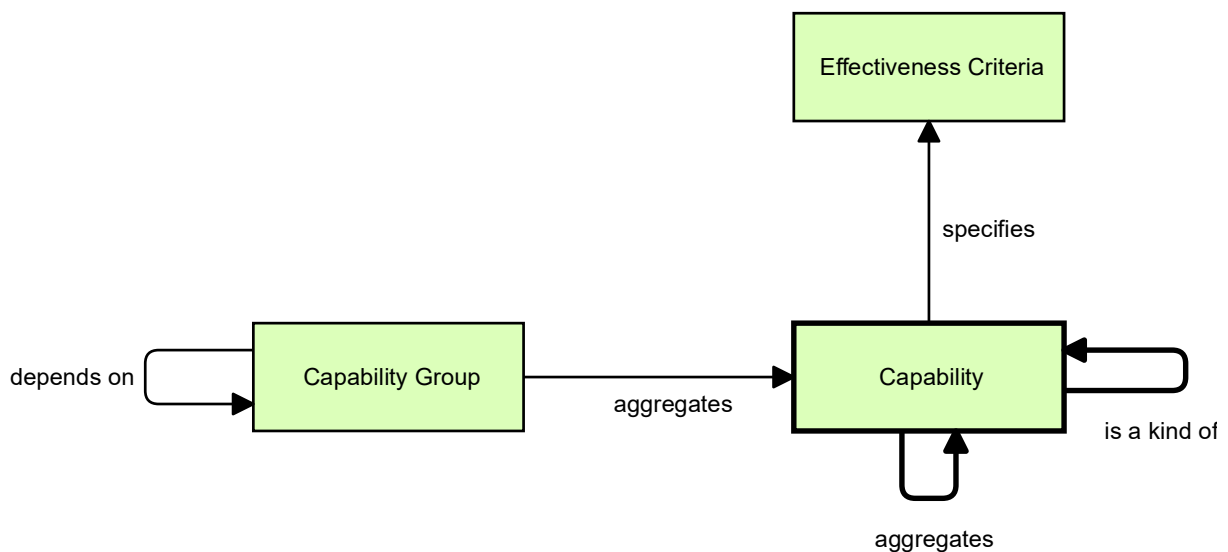 Effectiveness Criteria
specifies
depends on
Capability Group
aggregates
Capability
is a kind of
aggregates